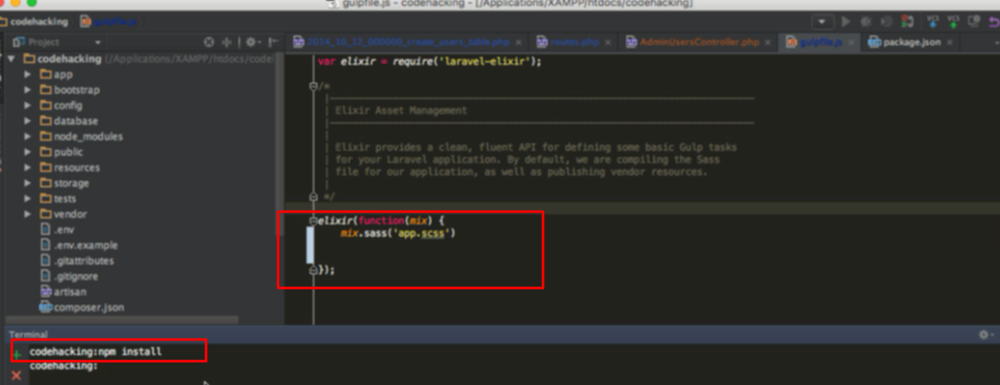 gulpfile.js - codehacking - [/Applications/XAMPP/htdocs/codehacking]
codehacking gulpfile.js
Project
2014_10_12_000000_create_users_table.php routes.php AdminUsersController.php gulpfile.js package.json
codehacking (/Applications/XAMPP/htdocs/codel
app
bootstrap
config
database
node_modules
public
resources
storage
tests
vendor
.env
.env.example
.gitattributes
.gitignore
artisan
composer.json
var elixir = require('laravel-elixir');
/*
Elixir Asset Management
Elixir provides a clean, fluent API for defining some basic Gulp tasks
for your Laravel application. By default, we are compiling the Sass
file for our application, as well as publishing vendor resources.
*/
elixir(function(mix) {
mix.sass('app.scss')
});
Terminal
codehacking:npm install
codehacking: